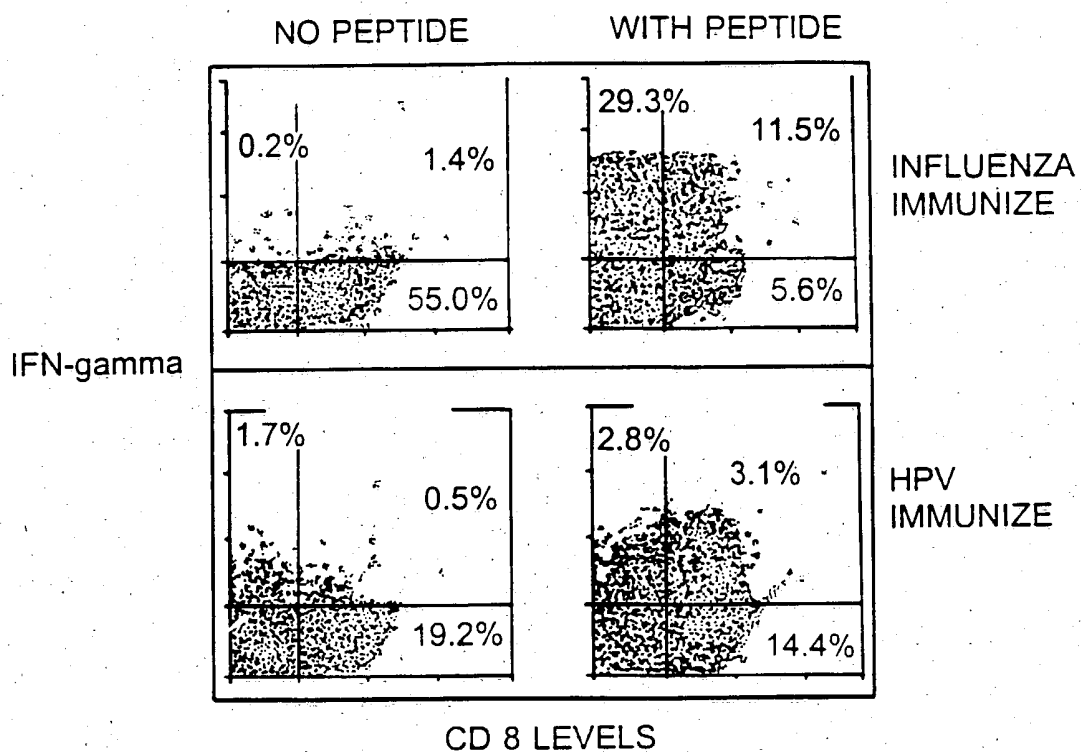 NO PEPTIDE
WITH PEPTIDE
0.2%
1.4%
55.0%
29.3%
11.5%
5.6%
INFLUENZA
IMMUNIZE
IFN-gamma
1.7%
0.5%
19.2%
2.8%
3.1%
14.4%
HPV
IMMUNIZE
CD 8 LEVELS